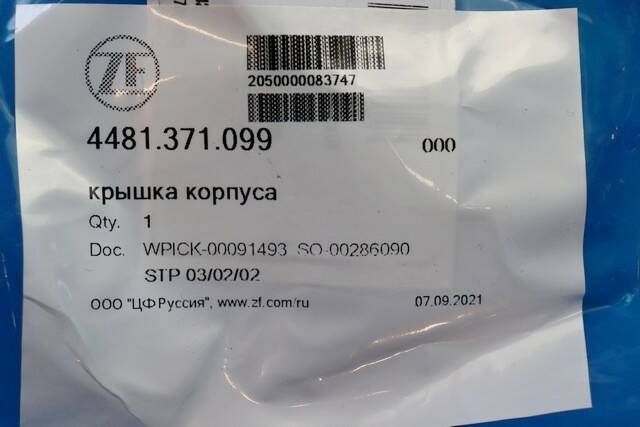 ZF
2050000083747
4481.371.099
000
крышка корпуса
Qty. 1
Doc. WPICK-00091493 SO-00286090
STP 03/02/02
ООО "ЦФ Руссия", www.zf.com/ru 07.09.2021